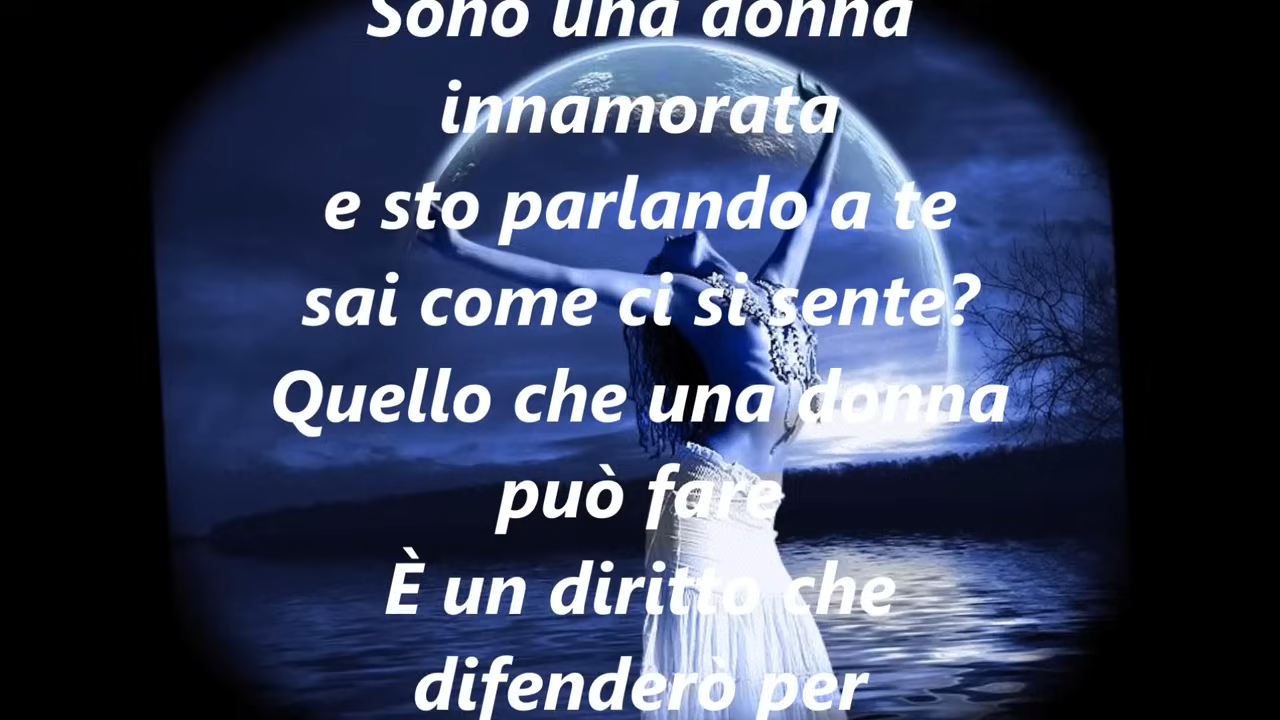 Sono una donna
innamorata
e sto parlando a te
sai come ci si sente?
Quello che una donna
può fare
È un diritto che
difenderò per